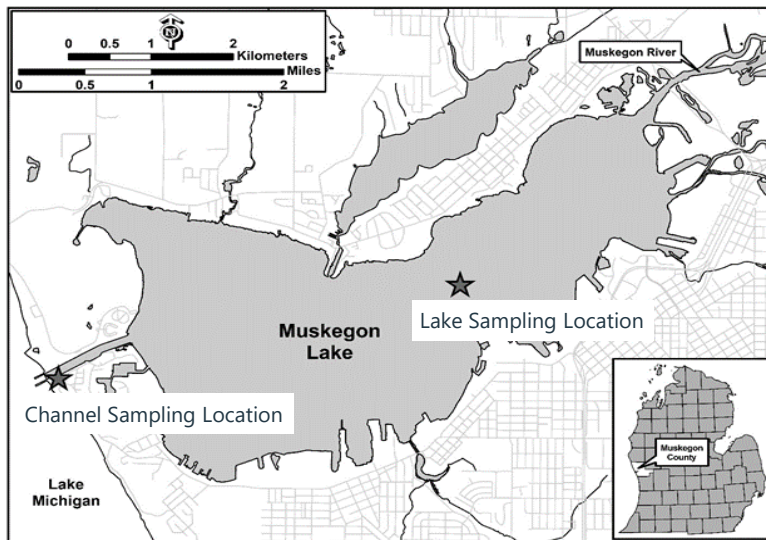 N
0 0.5 1 2
Kilometers
Miles
0 0.5 1 2
Muskegon River
Lake Sampling Location
Muskegon
Lake
Channel Sampling Location
Lake
Michigan
Muskegon
County